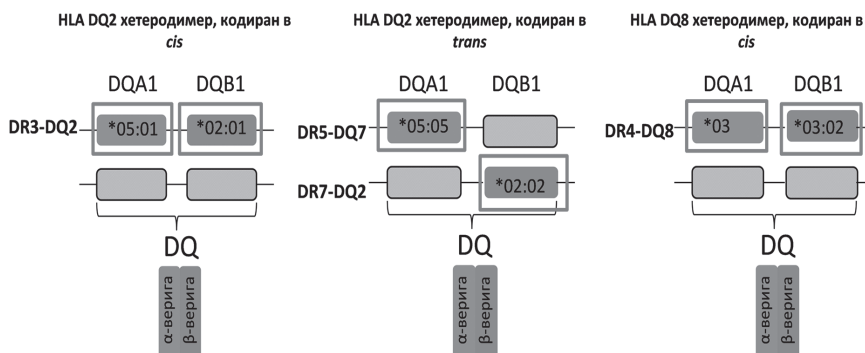 HLA DQ2 хетеродимер, кодиран в
cis
DQA1 DQB1
DR3-DQ2 *05:01 *02:01
DQ
α-верига
β-верига
HLA DQ2 хетеродимер, кодиран в
trans
DQA1 DQB1
DR5-DQ7 *05:05
DR7-DQ2 *02:02
DQ
α-верига
β-верига
HLA DQ8 хетеродимер, кодиран в
cis
DQA1 DQB1
DR4-DQ8 *03 *03:02
DQ
α-верига
β-верига